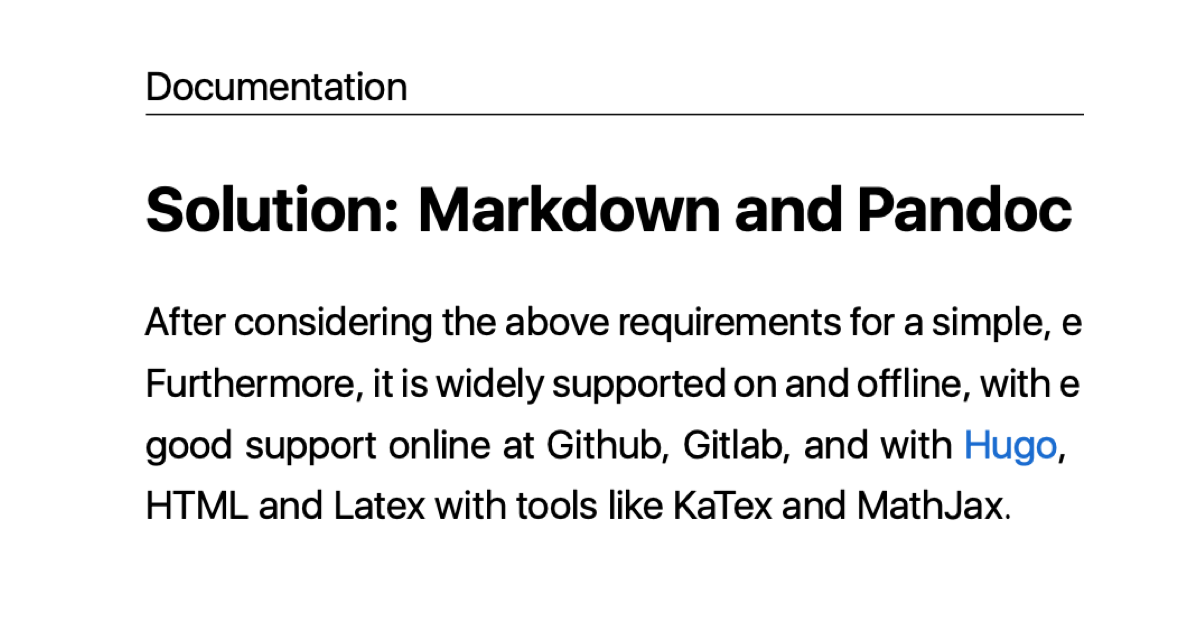 Documentation
Solution: Markdown and Pandoc
After considering the above requirements for a simple, e
Furthermore, it is widely supported on and offline, with e
good support online at Github, Gitlab, and with Hugo,
HTML and Latex with tools like KaTex and MathJax.